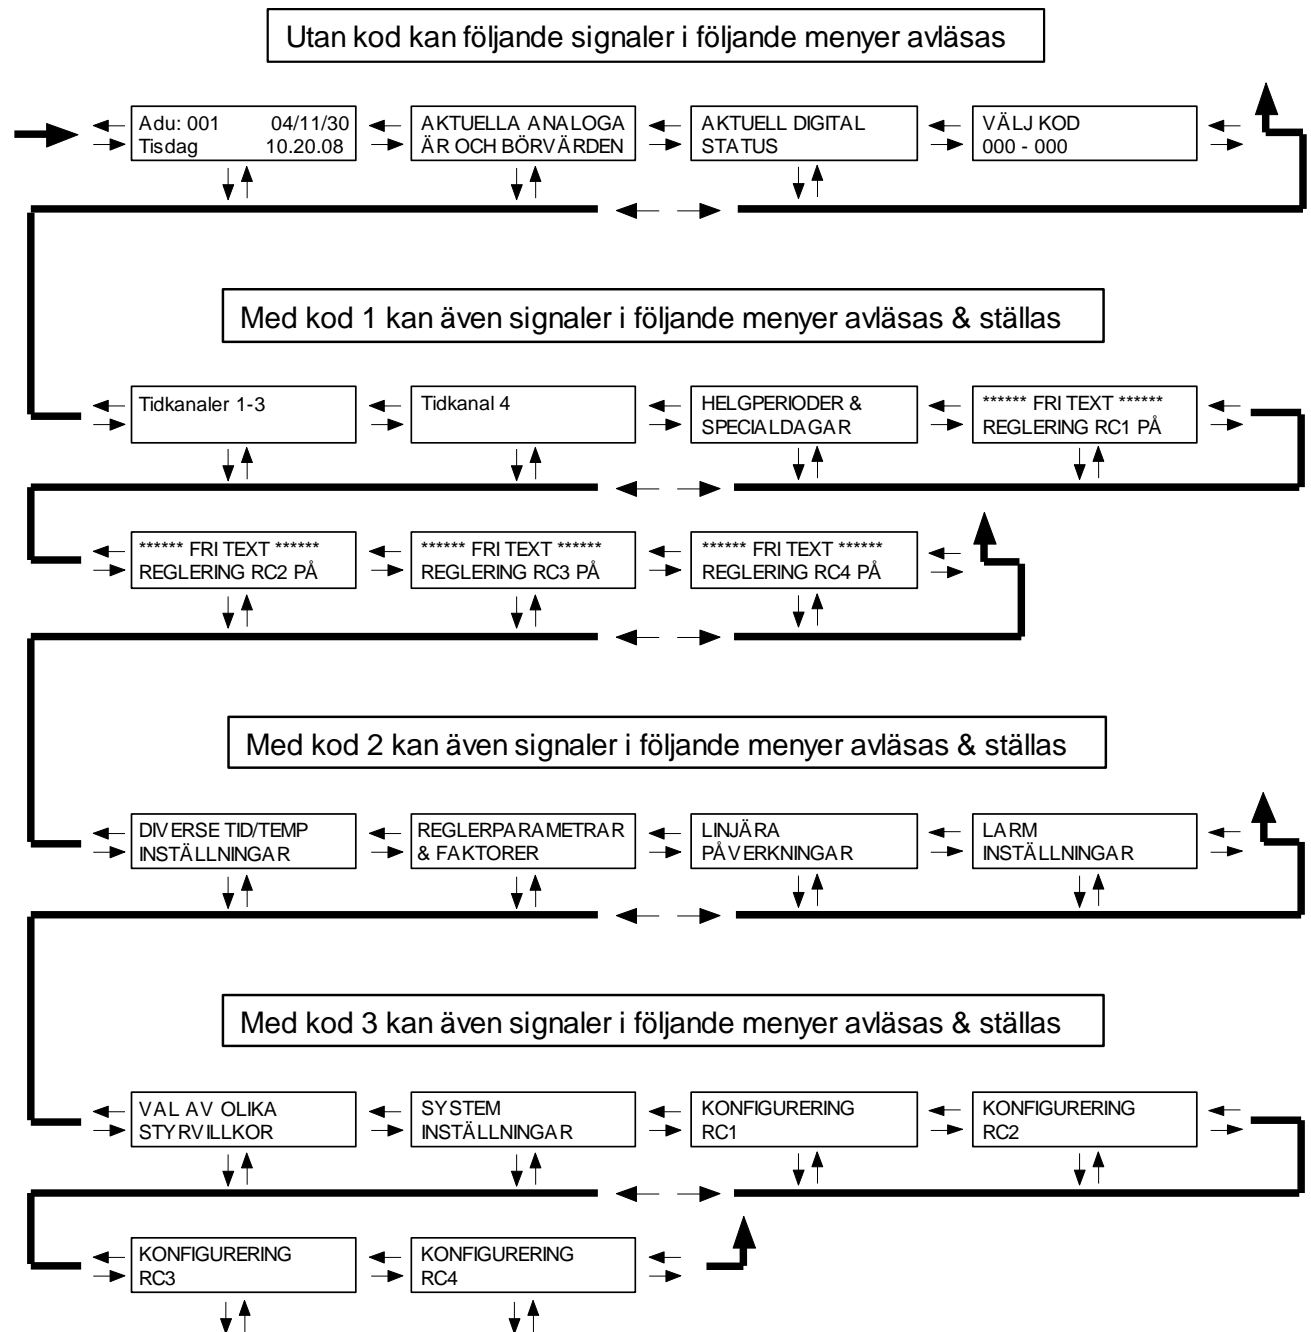 Utan kod kan följande signaler i följande menyer avläsas
Adu: 001 04/11/30
Tisdag 10.20.08
AKTUELLA ANALOGA
ÄR OCH BÖRVÄRDEN
AKTUELL DIGITAL
STATUS
VÄLJ KOD
000 - 000
Med kod 1 kan även signaler i följande menyer avläsas & ställas
Tidkanaler 1-3
Tidkanal 4
HELGPERIODER &
SPECIALDAGAR
****** FRI TEXT ******
REGLERING RC1 PÅ
****** FRI TEXT ******
REGLERING RC2 PÅ
****** FRI TEXT ******
REGLERING RC3 PÅ
****** FRI TEXT ******
REGLERING RC4 PÅ
Med kod 2 kan även signaler i följande menyer avläsas & ställas
DIVERSE TID/TEMP
INSTÄLLNINGAR
REGLERPARAMETRAR
& FAKTORER
LINJÄRA
PÅVERKNINGAR
LARM
INSTÄLLNINGAR
Med kod 3 kan även signaler i följande menyer avläsas & ställas
VAL AV OLIKA
STYRVILLKOR
SYSTEM
INSTÄLLNINGAR
KONFIGURERING
RC1
KONFIGURERING
RC2
KONFIGURERING
RC3
KONFIGURERING
RC4